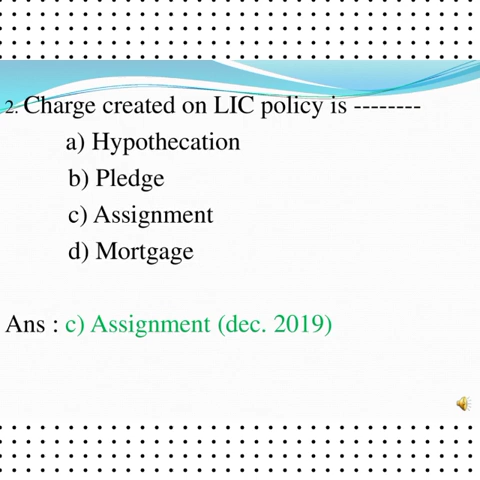 2. Charge created on LIC policy is --------
a) Hypothecation
b) Pledge
c) Assignment
d) Mortgage
Ans : c) Assignment (dec. 2019)